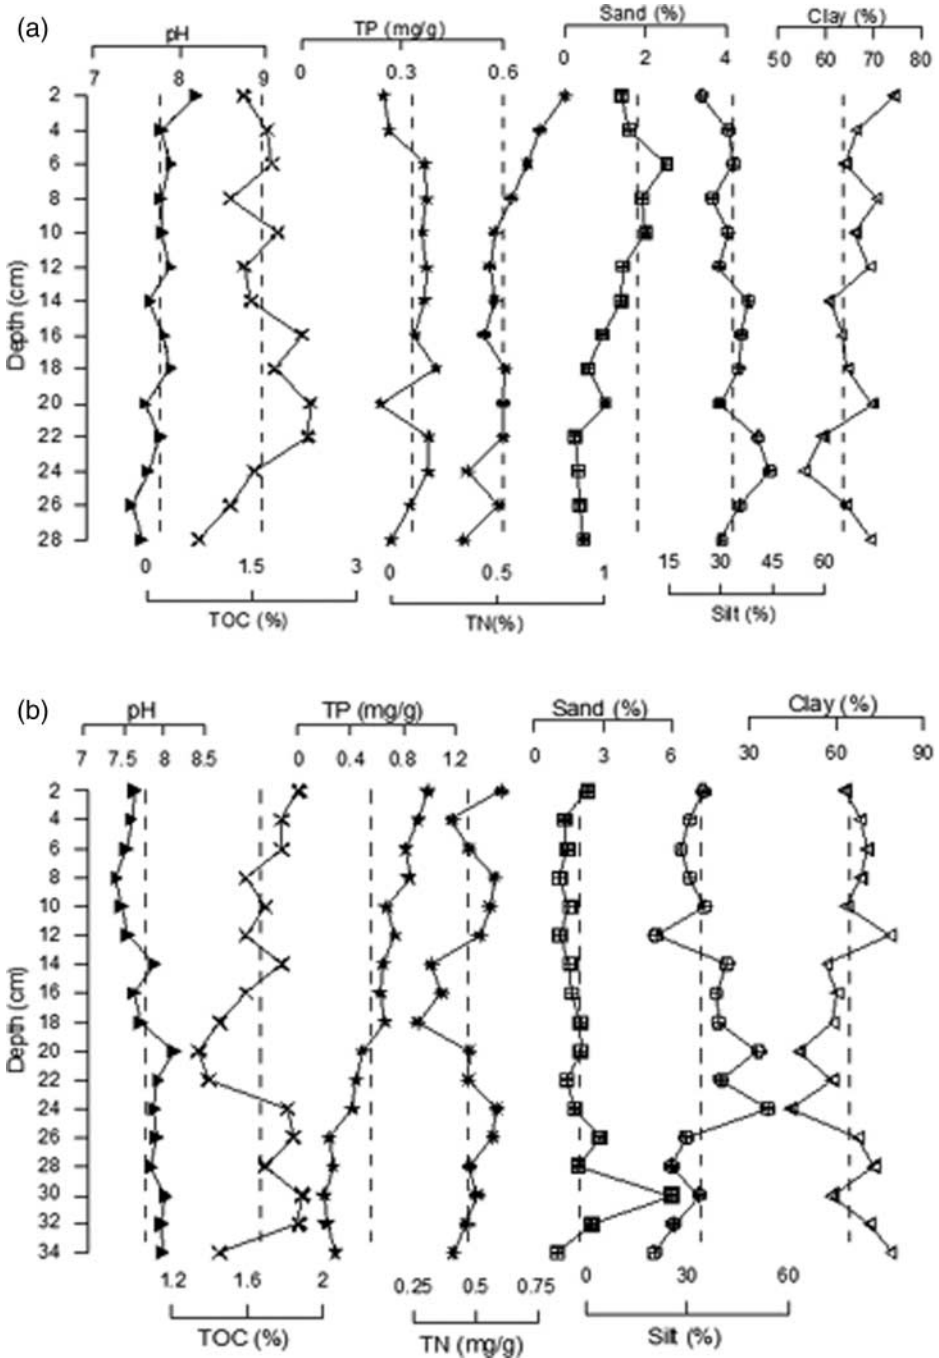 (a)
pH
TP (mg/g)
Sand (%)
Clay (%)
7 8 9
0 0.3 0.6
0 2 4
50 60 70 80
Depth (cm)
2
4
6
8
10
12
14
16
18
20
22
24
26
28
0 1.5 3
0 0.5 1
15 30 45 60
TOC (%)
TN(%)
Silt (%)
(b)
pH
TP (mg/g)
Sand (%)
Clay (%)
7 7.5 8 8.5
0 0.4 0.8 1.2
0 3 6
30 60 90
Depth (cm)
2
4
6
8
10
12
14
16
18
20
22
24
26
28
30
32
34
1.2 1.6 2
0.25 0.5 0.75
0 30 60
TOC (%)
TN (mg/g)
Silt (%)